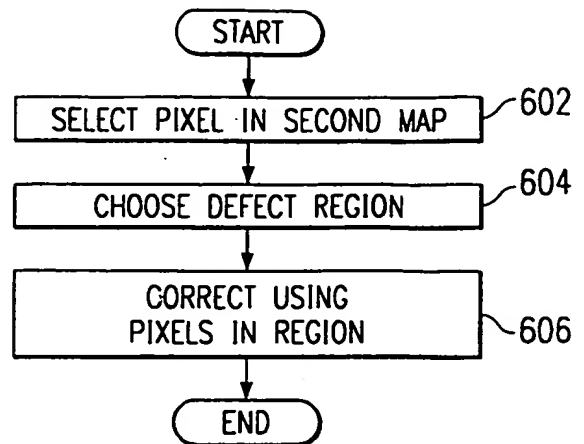 START
SELECT PIXEL IN SECOND MAP
602
CHOOSE DEFECT REGION
604
CORRECT USING
PIXELS IN REGION
606
END